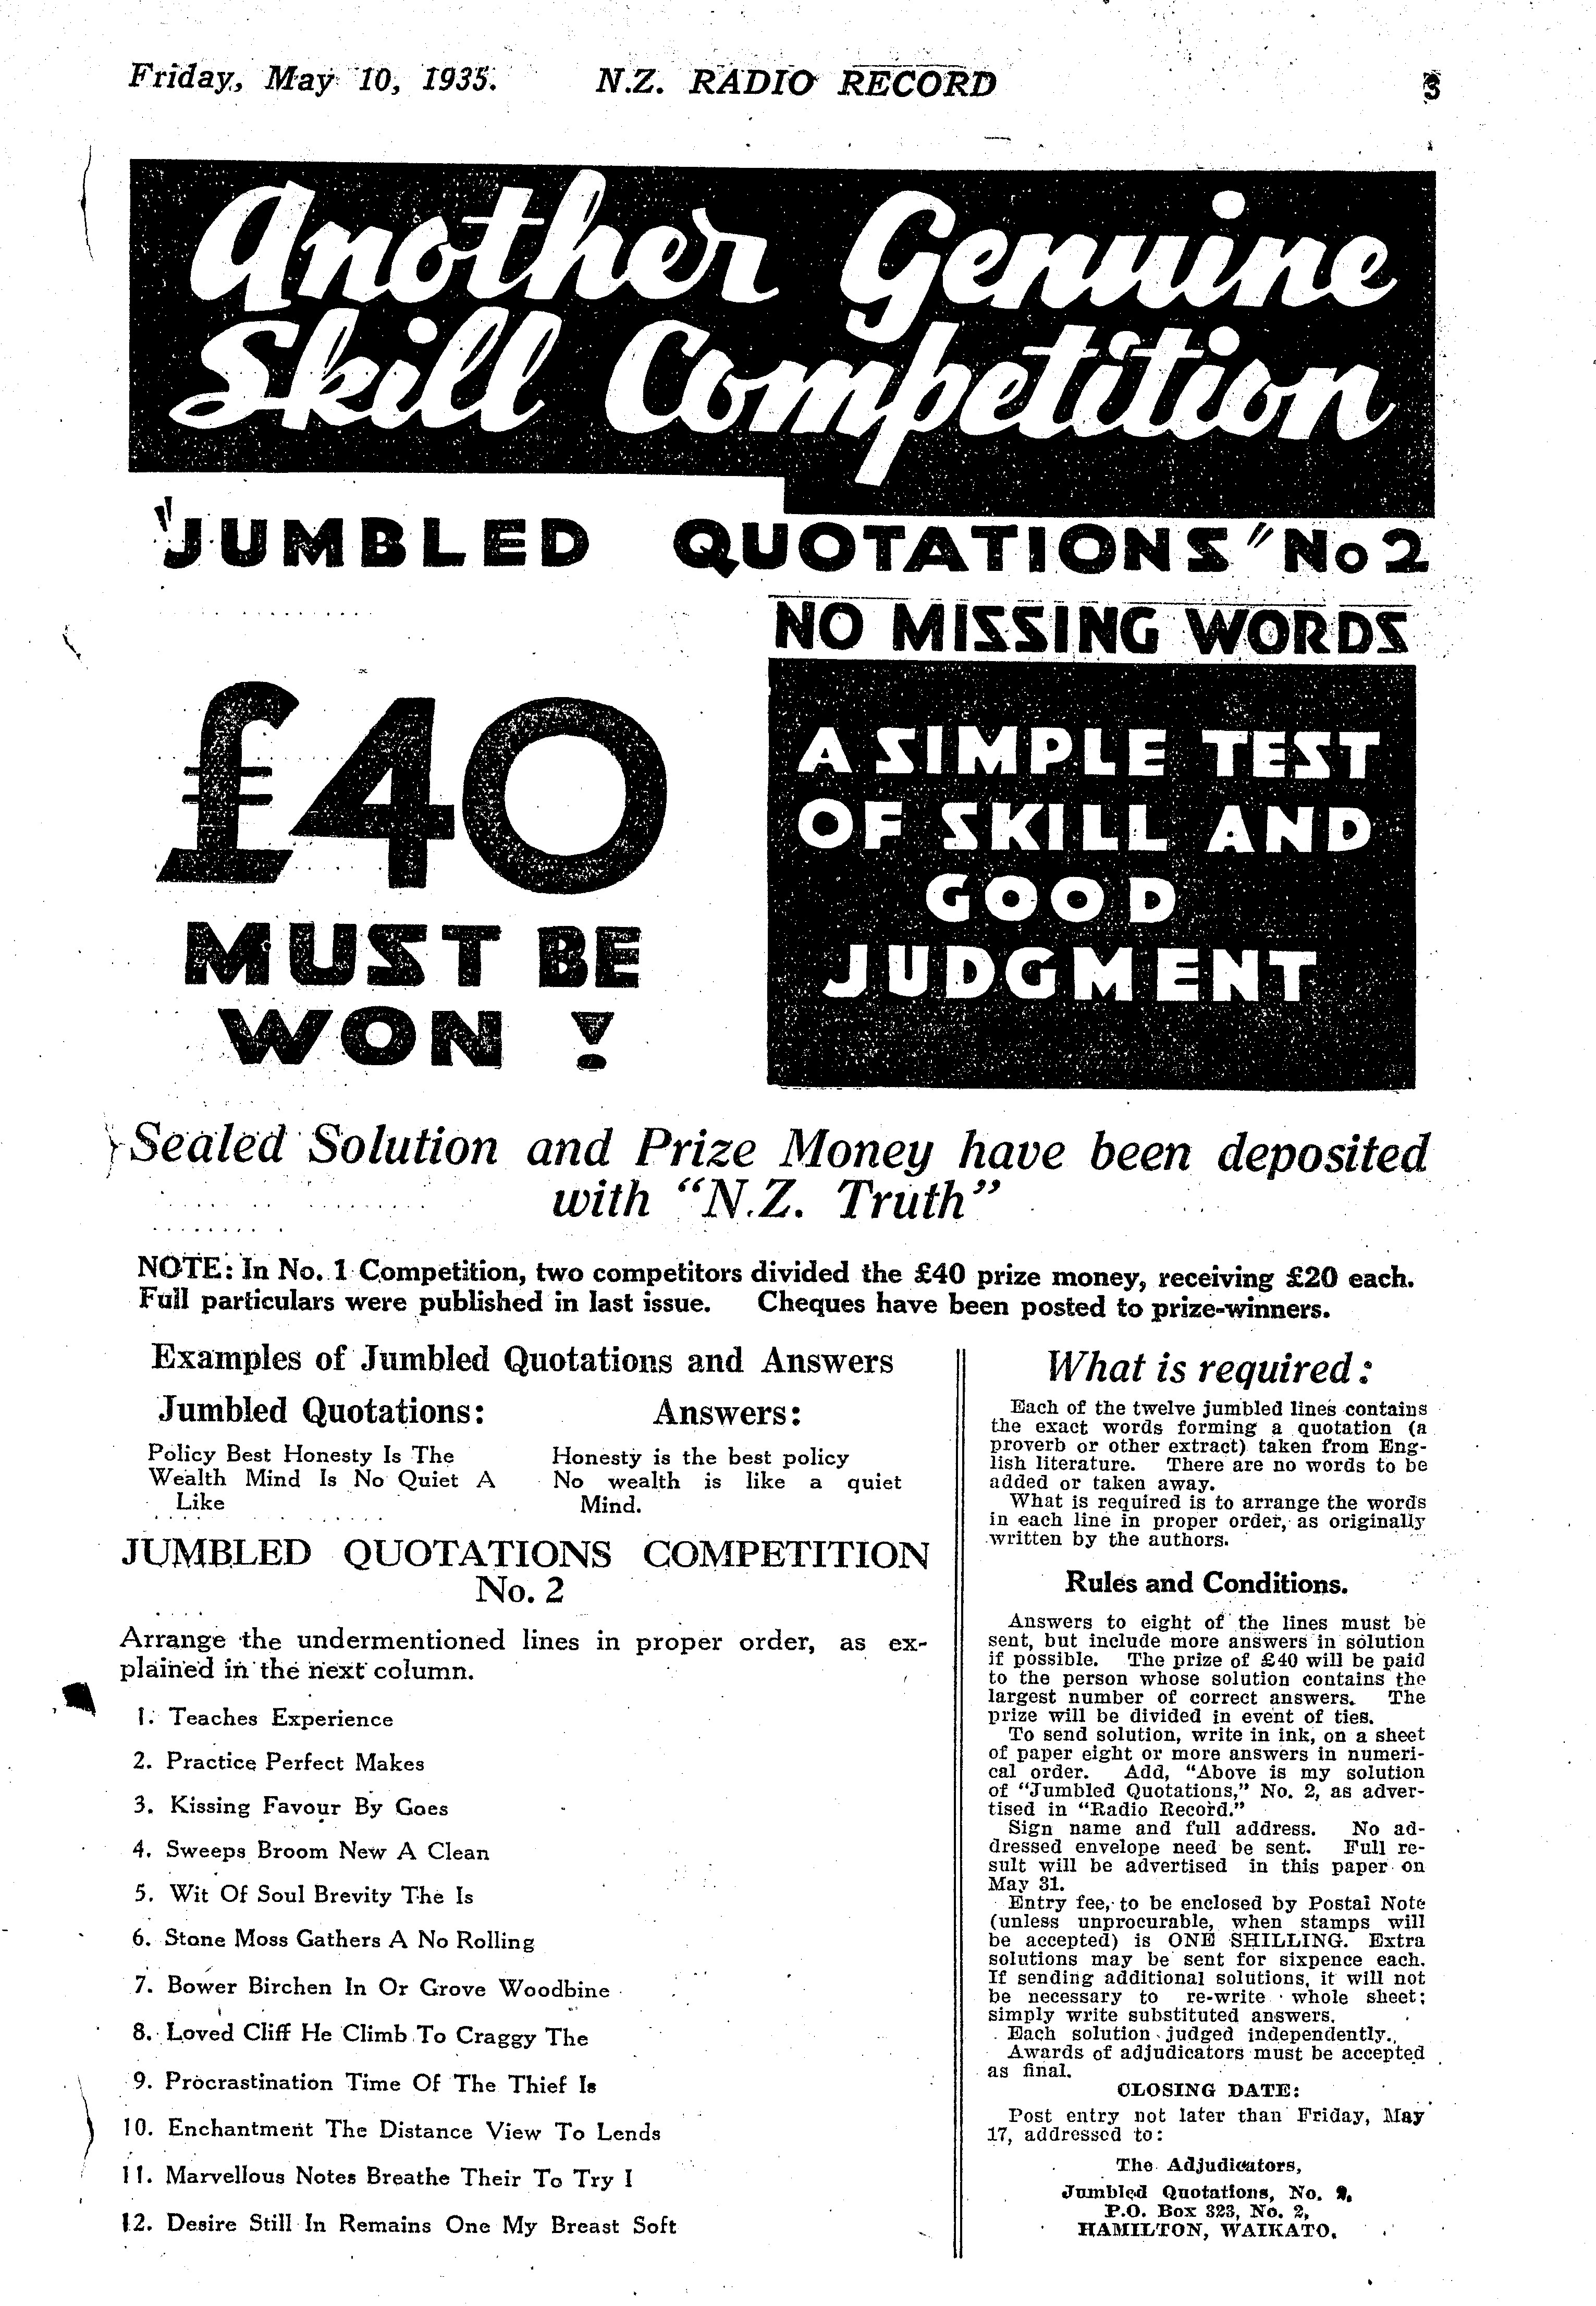 Friday, May 10, 1935. N.Z. RADIO RECORD 3
Another Genuine
Skill Competition
"JUMBLED QUOTATIONS" No 2
NO MISSING WORDS
£40
MUST BE
WON !
A SIMPLE TEST
OF SKILL AND
GOOD
JUDGMENT
Sealed Solution and Prize Money have been deposited
with "N.Z. Truth"
NOTE: In No. 1 Competition, two competitors divided the £40 prize money, receiving £20 each.
Full particulars were published in last issue. Cheques have been posted to prize-winners.
Examples of Jumbled Quotations and Answers
Jumbled Quotations: Answers:
Policy Best Honesty Is The Honesty is the best policy
Wealth Mind Is No Quiet A No wealth is like a quiet
Like Mind.
JUMBLED QUOTATIONS COMPETITION
No. 2
Arrange the undermentioned lines in proper order, as ex-
plained in the next column.
1. Teaches Experience
2. Practice Perfect Makes
3. Kissing Favour By Goes
4. Sweeps Broom New A Clean
5. Wit Of Soul Brevity The Is
6. Stone Moss Gathers A No Rolling
7. Bower Birchen In Or Grove Woodbine
8. Loved Cliff He Climb To Craggy The
9. Procrastination Time Of The Thief Is
10. Enchantment The Distance View To Lends
11. Marvellous Notes Breathe Their To Try I
12. Desire Still In Remains One My Breast Soft
What is required:
Each of the twelve jumbled lines contains
the exact words forming a quotation (a
proverb or other extract) taken from Eng-
lish literature. There are no words to be
added or taken away.
What is required is to arrange the words
in each line in proper order, as originally
written by the authors.
Rules and Conditions.
Answers to eight of the lines must be
sent, but include more answers in solution
if possible. The prize of £40 will be paid
to the person whose solution contains the
largest number of correct answers. The
prize will be divided in event of ties.
To send solution, write in ink, on a sheet
of paper eight or more answers in numeri-
cal order. Add, "Above is my solution
of "Jumbled Quotations," No. 2, as adver-
tised in "Radio Record."
Sign name and full address. No ad-
dressed envelope need be sent. Full re-
sult will be advertised in this paper on
May 31.
Entry fee, to be enclosed by Postal Note
(unless unprocurable, when stamps will
be accepted) is ONE SHILLING. Extra
solutions may be sent for sixpence each.
If sending additional solutions, it will not
be necessary to re-write whole sheet;
simply write substituted answers.
Each solution judged independently.
Awards of adjudicators must be accepted
as final.
CLOSING DATE:
Post entry not later than Friday, May
17, addressed to:
The Adjudicators,
Jumbled Quotations, No. 2,
P.O. Box 323, No. 2,
HAMILTON, WAIKATO.